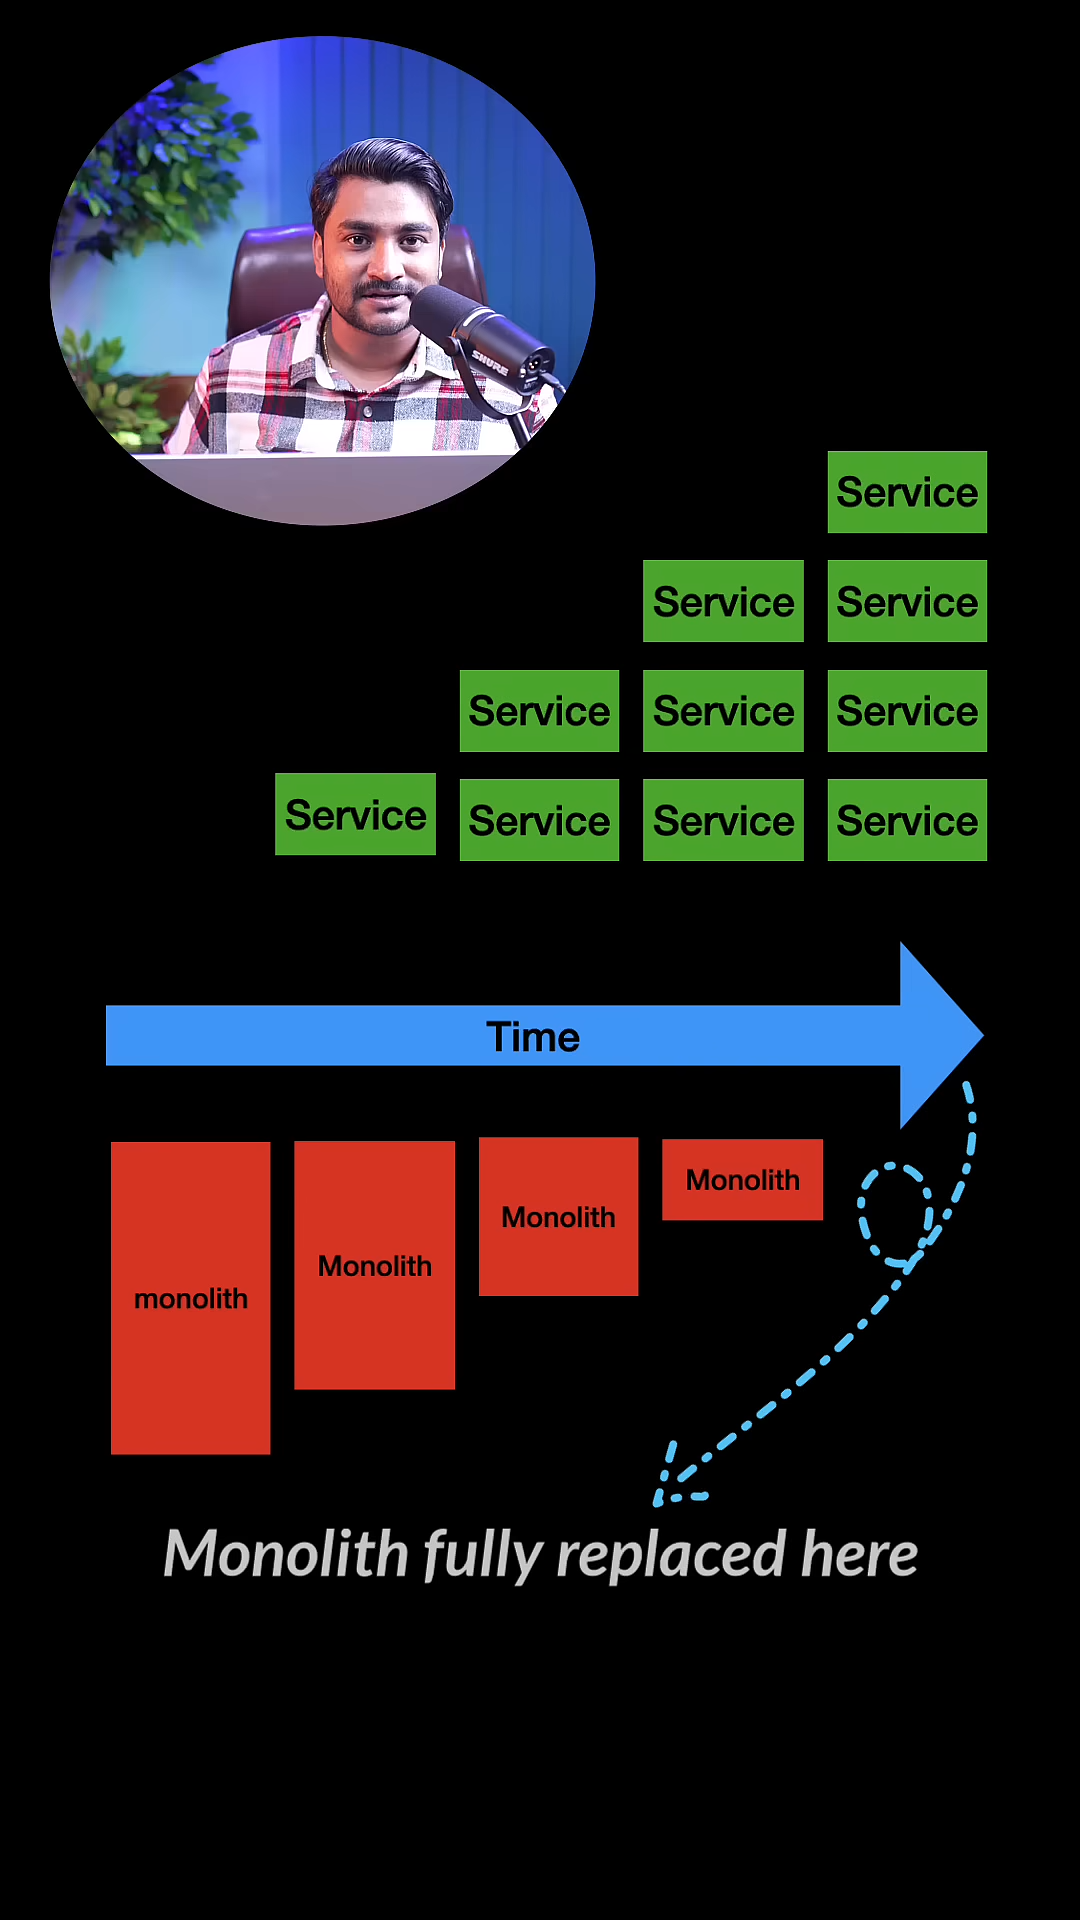 SHURE
Service
Service Service
Service Service Service
Service Service Service Service
Time
monolith Monolith Monolith Monolith
Monolith fully replaced here